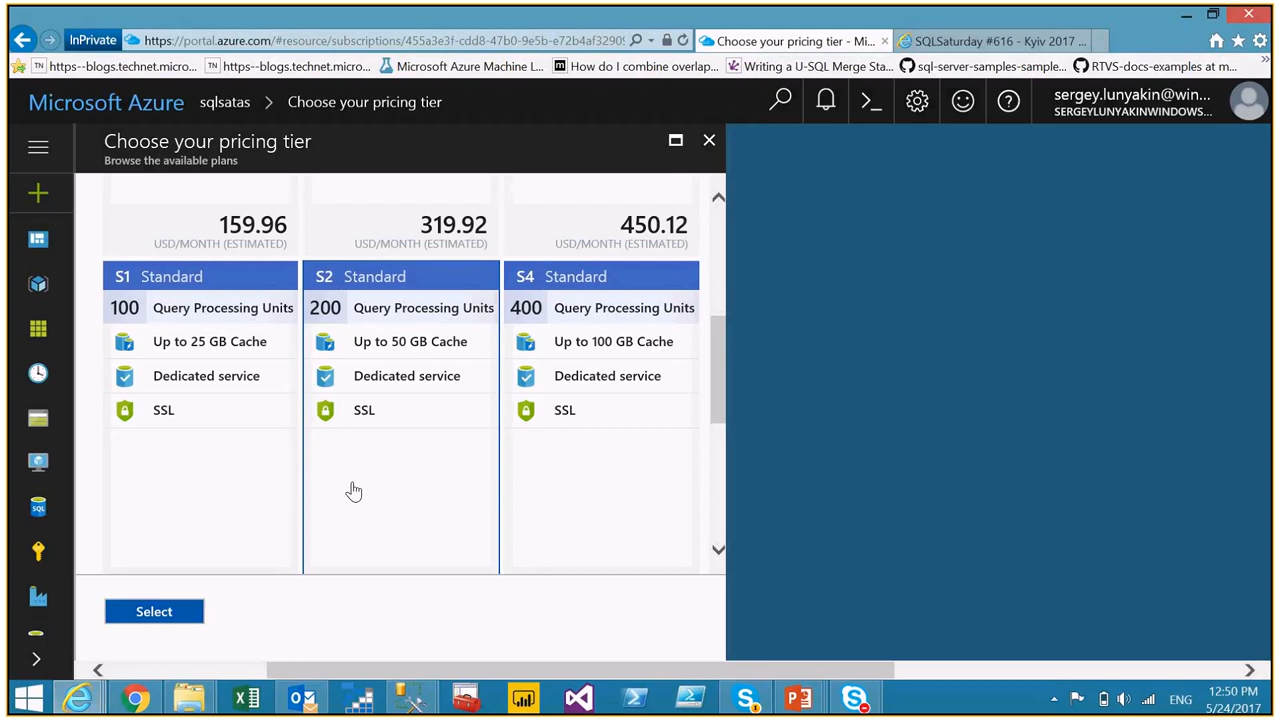 InPrivate
https://portal.azure.com/#resource/subscriptions/455a3e3f-cdd8-47b0-9e5b-e72b4af32909
Choose your pricing tier - Mi...
SQLSaturday #616 - Kyiv 2017 ...
TN https--blogs.technet.micro...
TN https--blogs.technet.micro...
Microsoft Azure Machine L...
m How do I combine overlap...
Writing a U-SQL Merge Sta...
sql-server-samples-sample...
RTVS-docs-examples at m...
Microsoft Azure
sqlsatas
Choose your pricing tier
sergey.lunyakin@win...
SERGEYLUNYAKINWINDOWS...
Choose your pricing tier
Browse the available plans
159.96
USD/MONTH (ESTIMATED)
319.92
USD/MONTH (ESTIMATED)
450.12
USD/MONTH (ESTIMATED)
S1 Standard
100 Query Processing Units
Up to 25 GB Cache
Dedicated service
SSL
S2 Standard
200 Query Processing Units
Up to 50 GB Cache
Dedicated service
SSL
S4 Standard
400 Query Processing Units
Up to 100 GB Cache
Dedicated service
SSL
Select
SQL
ENG
12:50 PM
5/24/2017